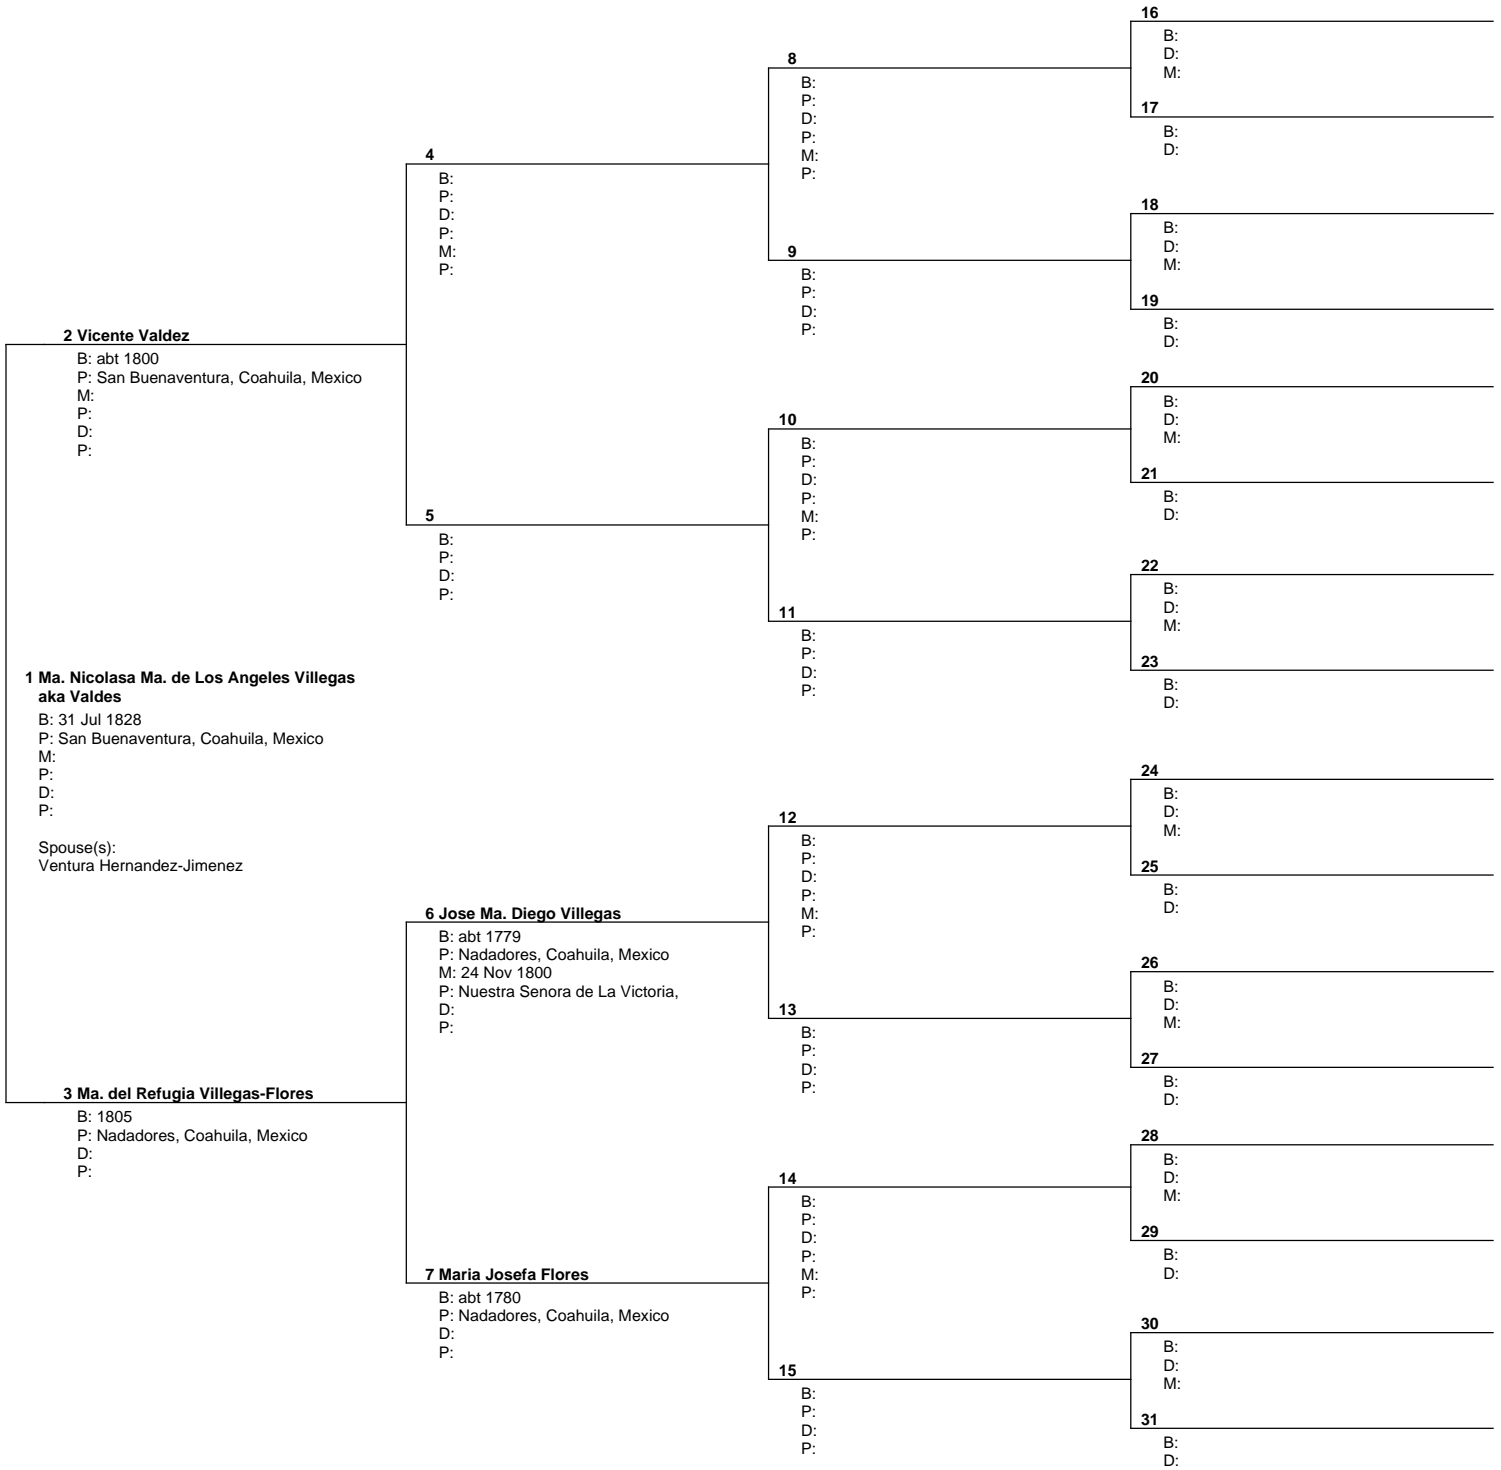 16
B:
D:
M:
8
B:
P:
D:
P:
M:
P:
17
B:
D:
4
B:
P:
D:
P:
M:
P:
18
B:
D:
M:
9
B:
P:
D:
P:
19
B:
D:
2 Vicente Valdez
B: abt 1800
P: San Buenaventura, Coahuila, Mexico
M:
P:
D:
P:
20
B:
D:
M:
10
B:
P:
D:
P:
M:
P:
21
B:
D:
5
B:
P:
D:
P:
22
B:
D:
M:
11
B:
P:
D:
P:
23
B:
D:
1 Ma. Nicolasa Ma. de Los Angeles Villegas
aka Valdes
B: 31 Jul 1828
P: San Buenaventura, Coahuila, Mexico
M:
P:
D:
P:
Spouse(s):
Ventura Hernandez-Jimenez
24
B:
D:
M:
12
B:
P:
D:
P:
M:
P:
25
B:
D:
6 Jose Ma. Diego Villegas
B: abt 1779
P: Nadadores, Coahuila, Mexico
M: 24 Nov 1800
P: Nuestra Senora de La Victoria,
D:
P:
26
B:
D:
M:
13
B:
P:
D:
P:
27
B:
D:
3 Ma. del Refugia Villegas-Flores
B: 1805
P: Nadadores, Coahuila, Mexico
D:
P:
28
B:
D:
M:
14
B:
P:
D:
P:
M:
P:
29
B:
D:
7 Maria Josefa Flores
B: abt 1780
P: Nadadores, Coahuila, Mexico
D:
P:
30
B:
D:
M:
15
B:
P:
D:
P:
31
B:
D: